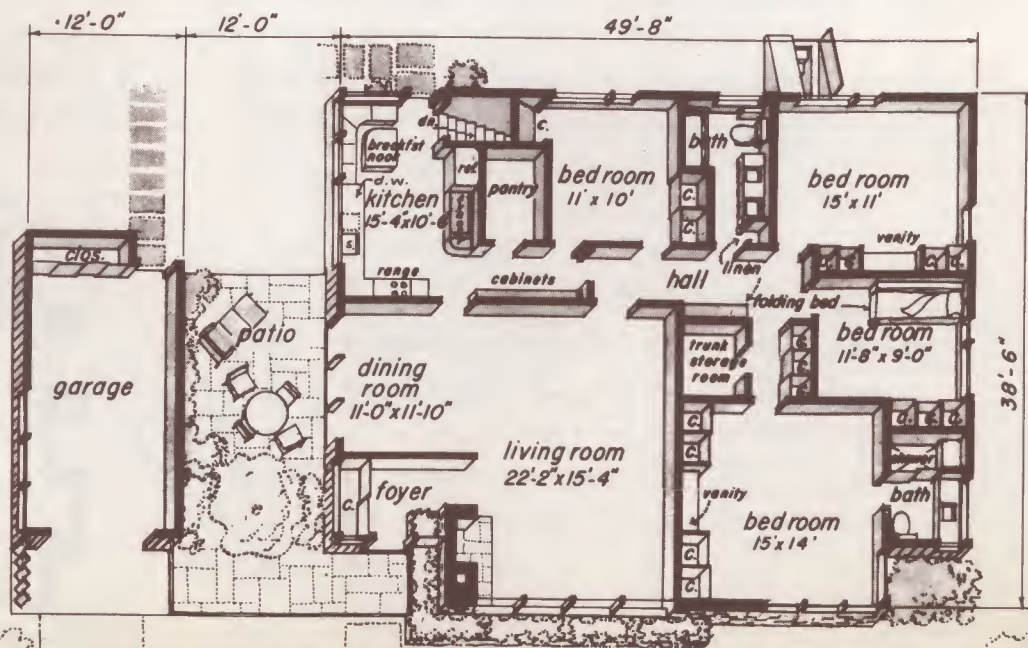 12'-0"
12'-0"
49'-8"
38'-6"
dn.
c.
bath
breakfst
nook
ref.
bed room
11' x 10'
pantry
bed room
15' x 11'
d.w.
kitchen
15'-4"x10'-6"
s.
c.
c.
vanity
c.
c.
c.
d.
linen
clos.
range
cabinets
hall
folding bed
bed room
11'-8"x9'-0"
patio
trunk
storage
room
c.
c.
c.
garage
dining
room
11'-0"x11'-10"
c.
c.
d.
d.
d.
living room
22'-2"x15'-4"
foyer
c.
vanity
bath
bed room
15'x14'
c.
c.